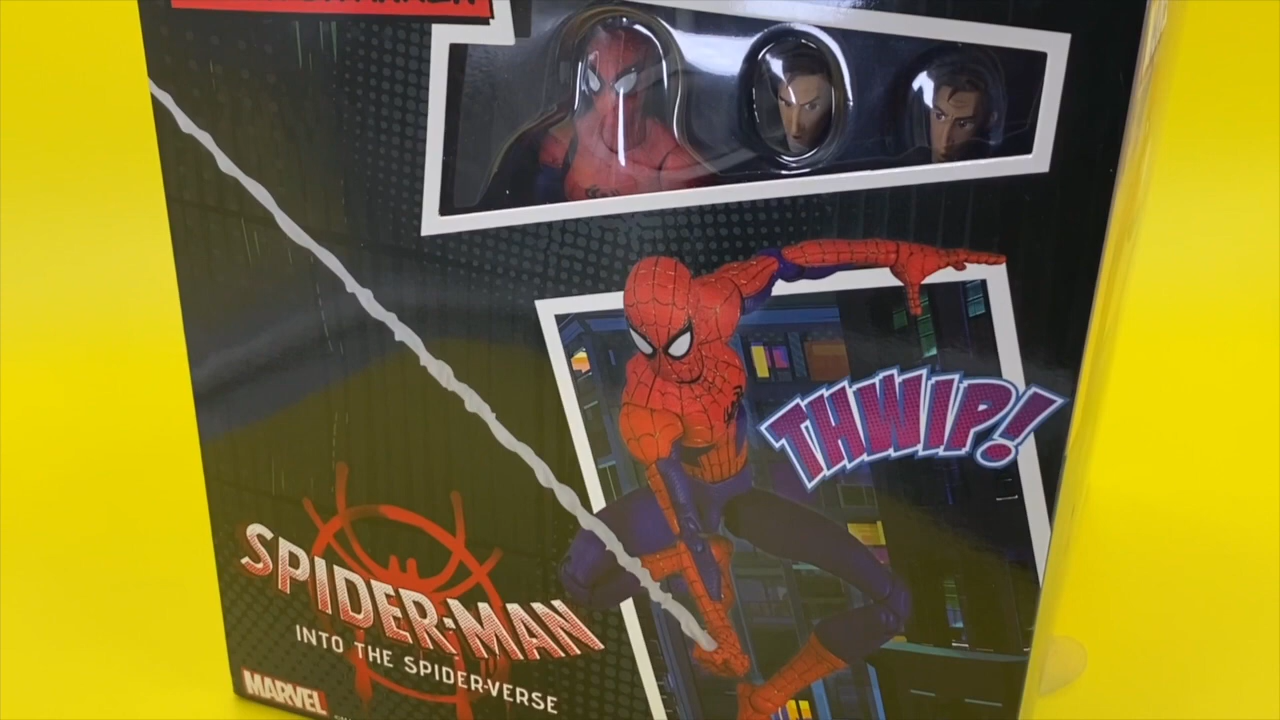 THWIP!
SPIDER-MAN
INTO THE SPIDER-VERSE
MARVEL